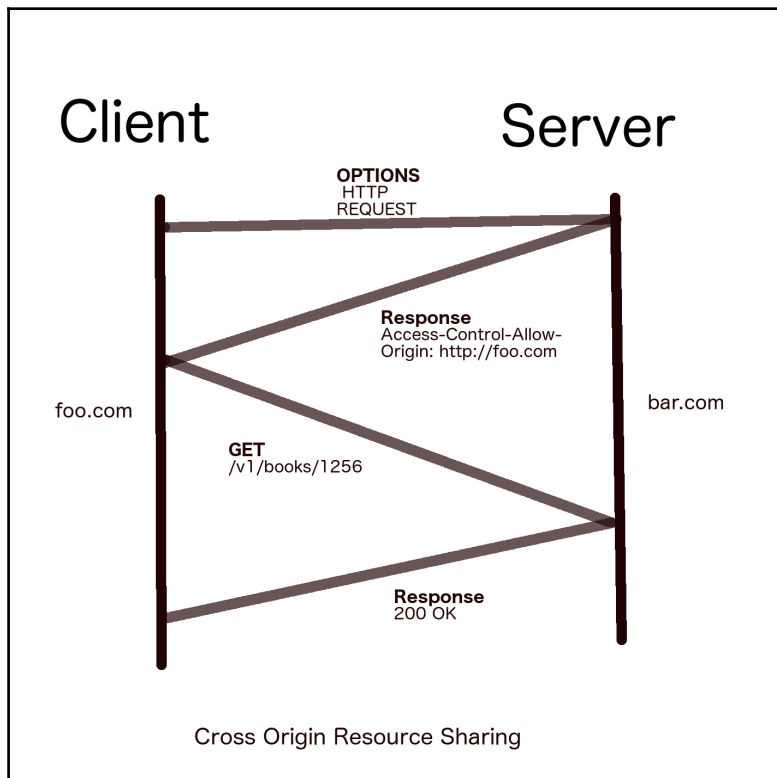 Client
Server
OPTIONS
HTTP
REQUEST
Response
Access-Control-Allow-
Origin: http://foo.com
foo.com
bar.com
GET
/v1/books/1256
Response
200 OK
Cross Origin Resource Sharing